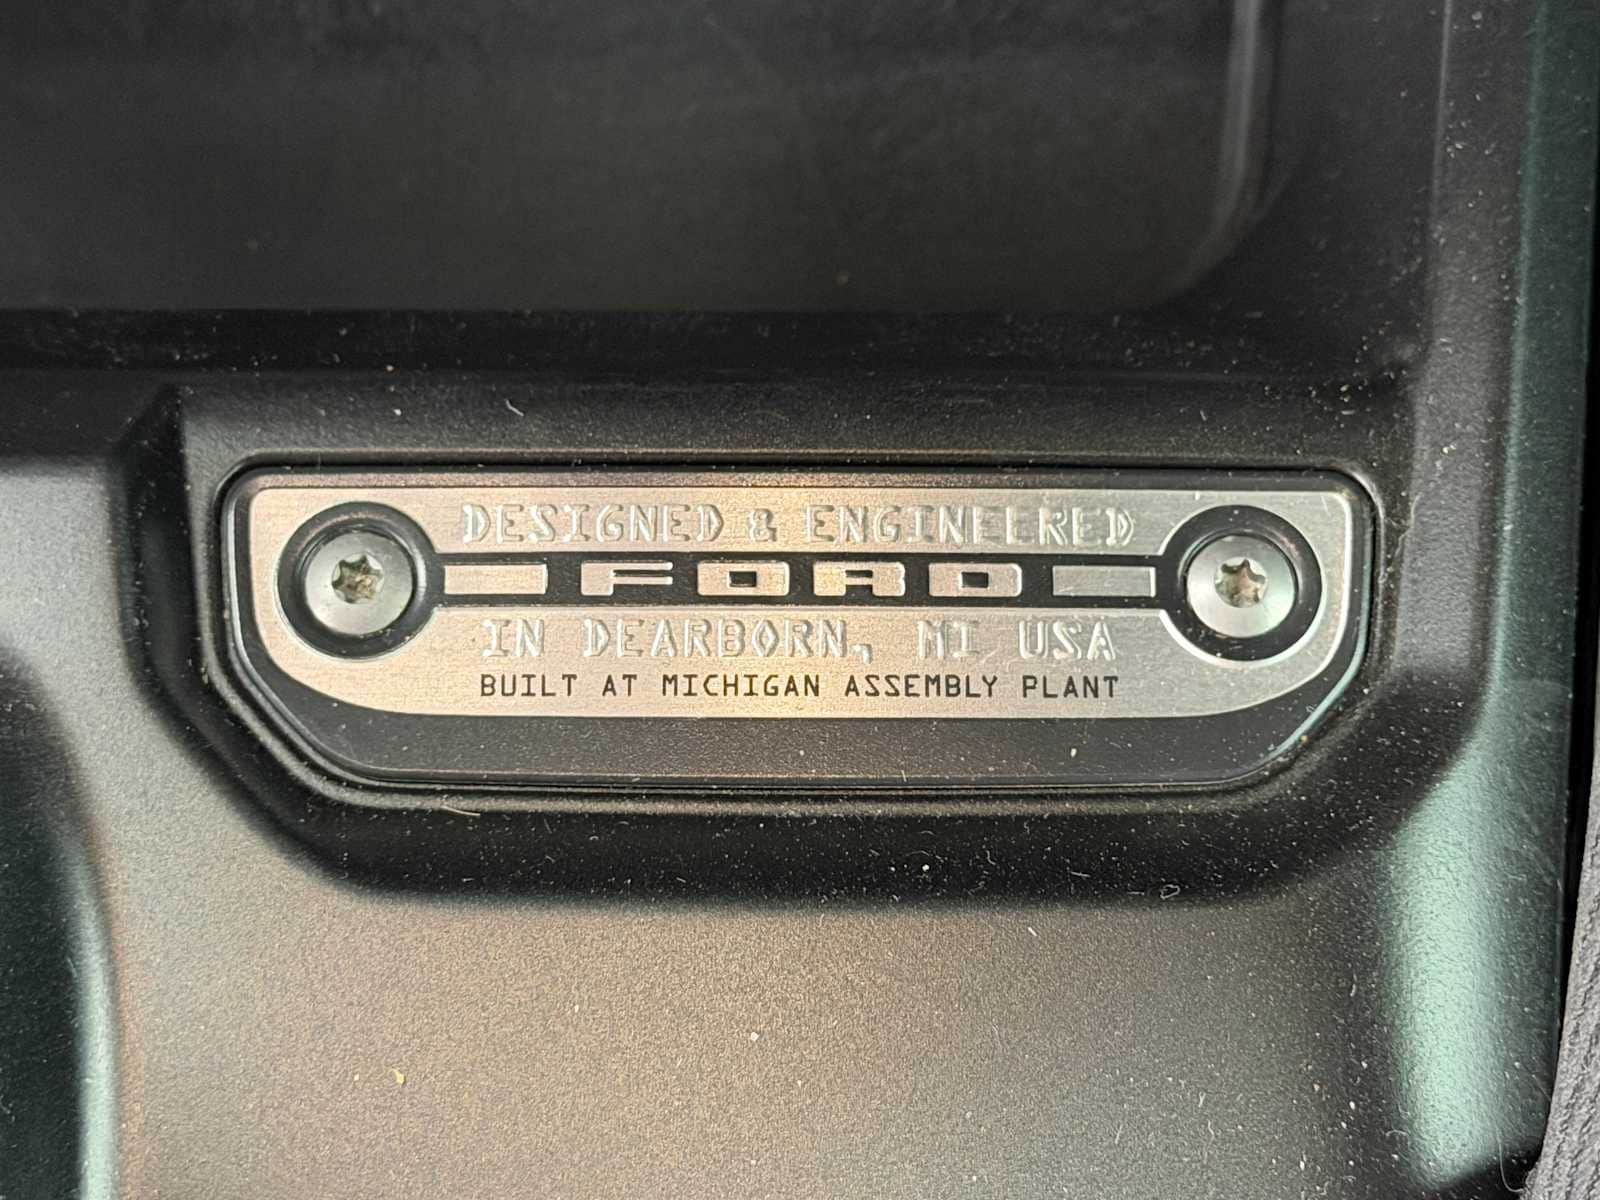 DESIGNED & ENGINEERED
FORD
IN DEARBORN, MI USA
BUILT AT MICHIGAN ASSEMBLY PLANT